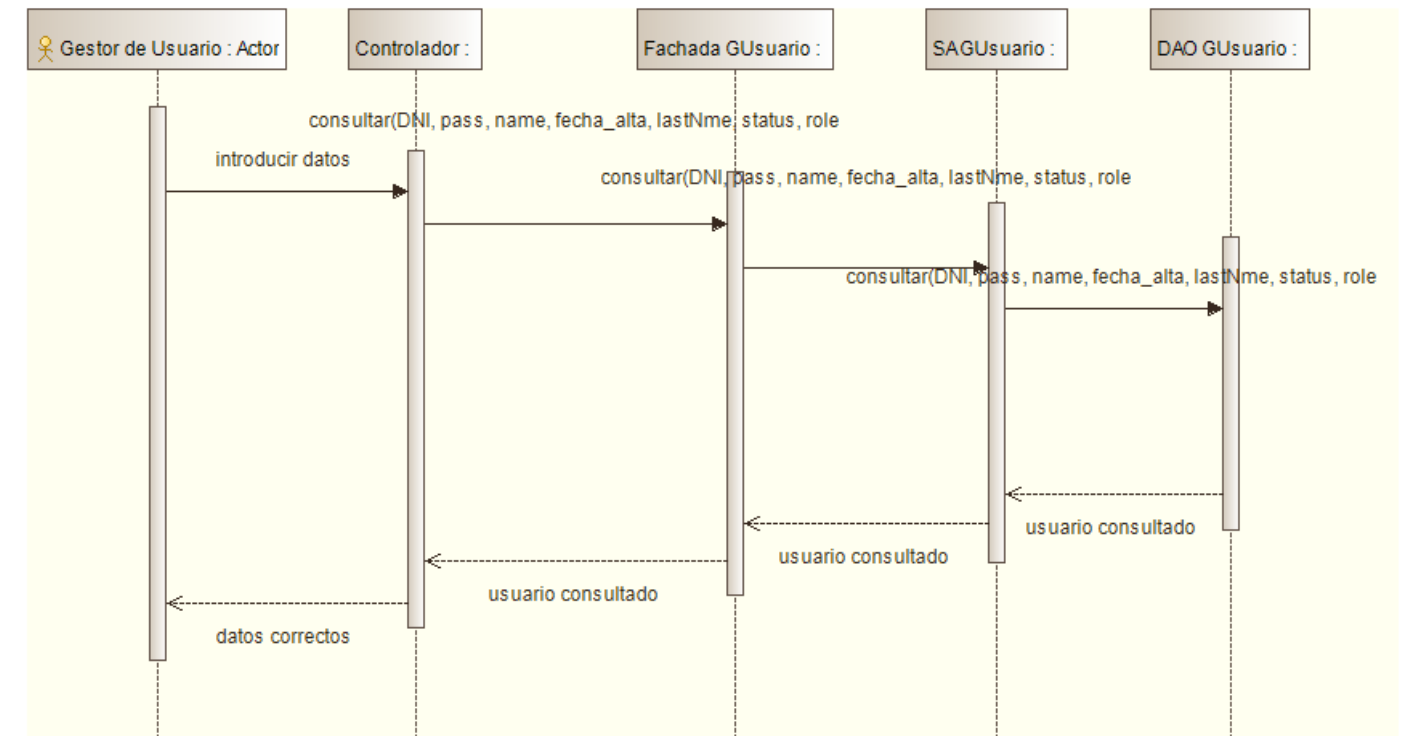 Gestor de Usuario : Actor
Controlador :
Fachada GUsuario :
SAGUsuario :
DAO GUsuario :
consultar(DNI, pass, name, fecha_alta, lastNme, status, role
introducir datos
consultar(DNI, pass, name, fecha_alta, lastNme, status, role
consultar(DNI, pass, name, fecha_alta, lastNme, status, role
usuario consultado
usuario consultado
usuario consultado
datos correctos